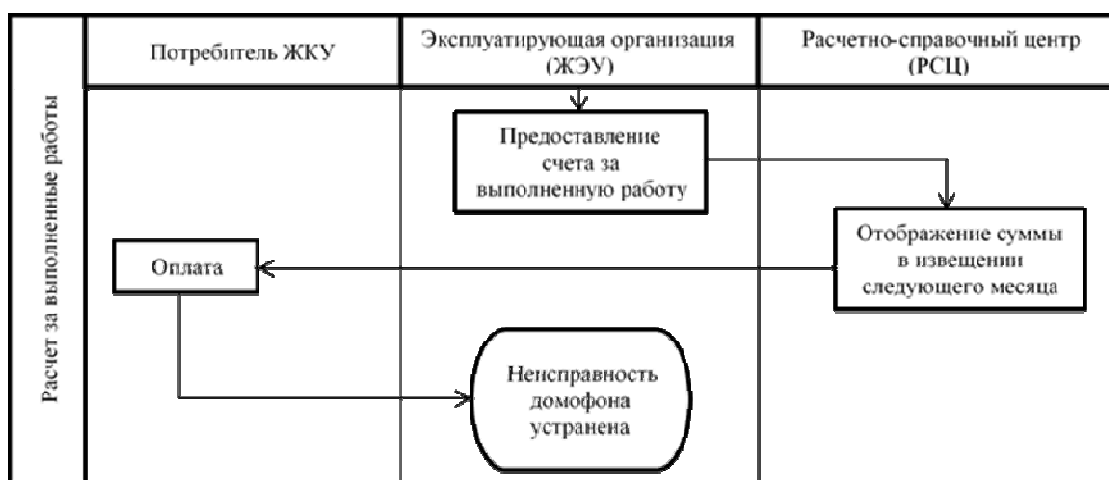 Расчет за выполненные работы
Потребитель ЖКУ
Эксплуатирующая организация
(ЖЭУ)
Расчетно-справочный центр
(РСЦ)
Предоставление
счета за
выполненную работу
Отображение суммы
в извещении
следующего месяца
Оплата
Неисправность
домофона
устранена